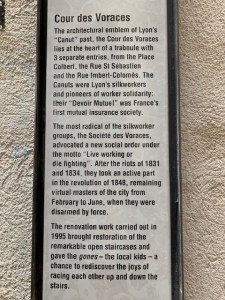 Cour des Voraces
The architectural emblem of Lyon's
"Canut" past, the Cour des Voraces
lies at the heart of a traboule with
3 separate entries, from the Place
Colbert, the Rue St Sébastien
and the Rue Imbert-Colomès. The
Canuts were Lyon's silkworkers
and pioneers of worker solidarity:
their "Devoir Mutuel" was France's
first mutual insurance society.
The most radical of the silkworker
groups, the Société des Voraces,
advocated a new social order under
the motto "Live working or
die fighting". After the riots of 1831
and 1834, they took an active part
in the revolution of 1848, remaining
virtual masters of the city from
February to June, when they were
disarmed by force.
The renovation work carried out in
1995 brought restoration of the
remarkable open staircases and
gave the gones – the local kids – a
chance to rediscover the joys of
racing each other up and down the
stairs.